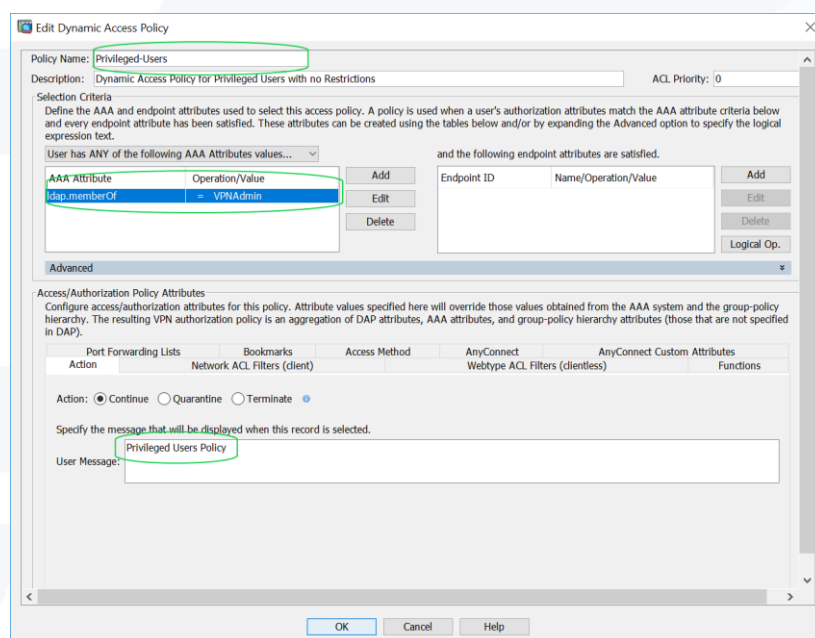 Edit Dynamic Access Policy
Policy Name: Privileged-Users
Description: Dynamic Access Policy for Privileged Users with no Restrictions ACL Priority: 0
Selection Criteria
Define the AAA and endpoint attributes used to select this access policy. A policy is used when a user's authorization attributes match the AAA attribute criteria below
and every endpoint attribute has been satisfied. These attributes can be created using the tables below and/or by expanding the Advanced option to specify the logical
expression text.
User has ANY of the following AAA Attributes values... and the following endpoint attributes are satisfied.
AAA Attribute Operation/Value Add Endpoint ID Name/Operation/Value Add
ldap.memberOf = VPNAdmin Edit Edit
Delete Delete
Logical Op.
Advanced
Access/Authorization Policy Attributes
Configure access/authorization attributes for this policy. Attribute values specified here will override those values obtained from the AAA system and the group-policy
hierarchy. The resulting VPN authorization policy is an aggregation of DAP attributes, AAA attributes, and group-policy hierarchy attributes (those that are not specified
in DAP).
Port Forwarding Lists Bookmarks Access Method AnyConnect AnyConnect Custom Attributes
Action Network ACL Filters (client) Webtype ACL Filters (clientless) Functions
Action: Continue Quarantine Terminate
Specify the message that will be displayed when this record is selected.
Privileged Users Policy
User Message:
OK Cancel Help